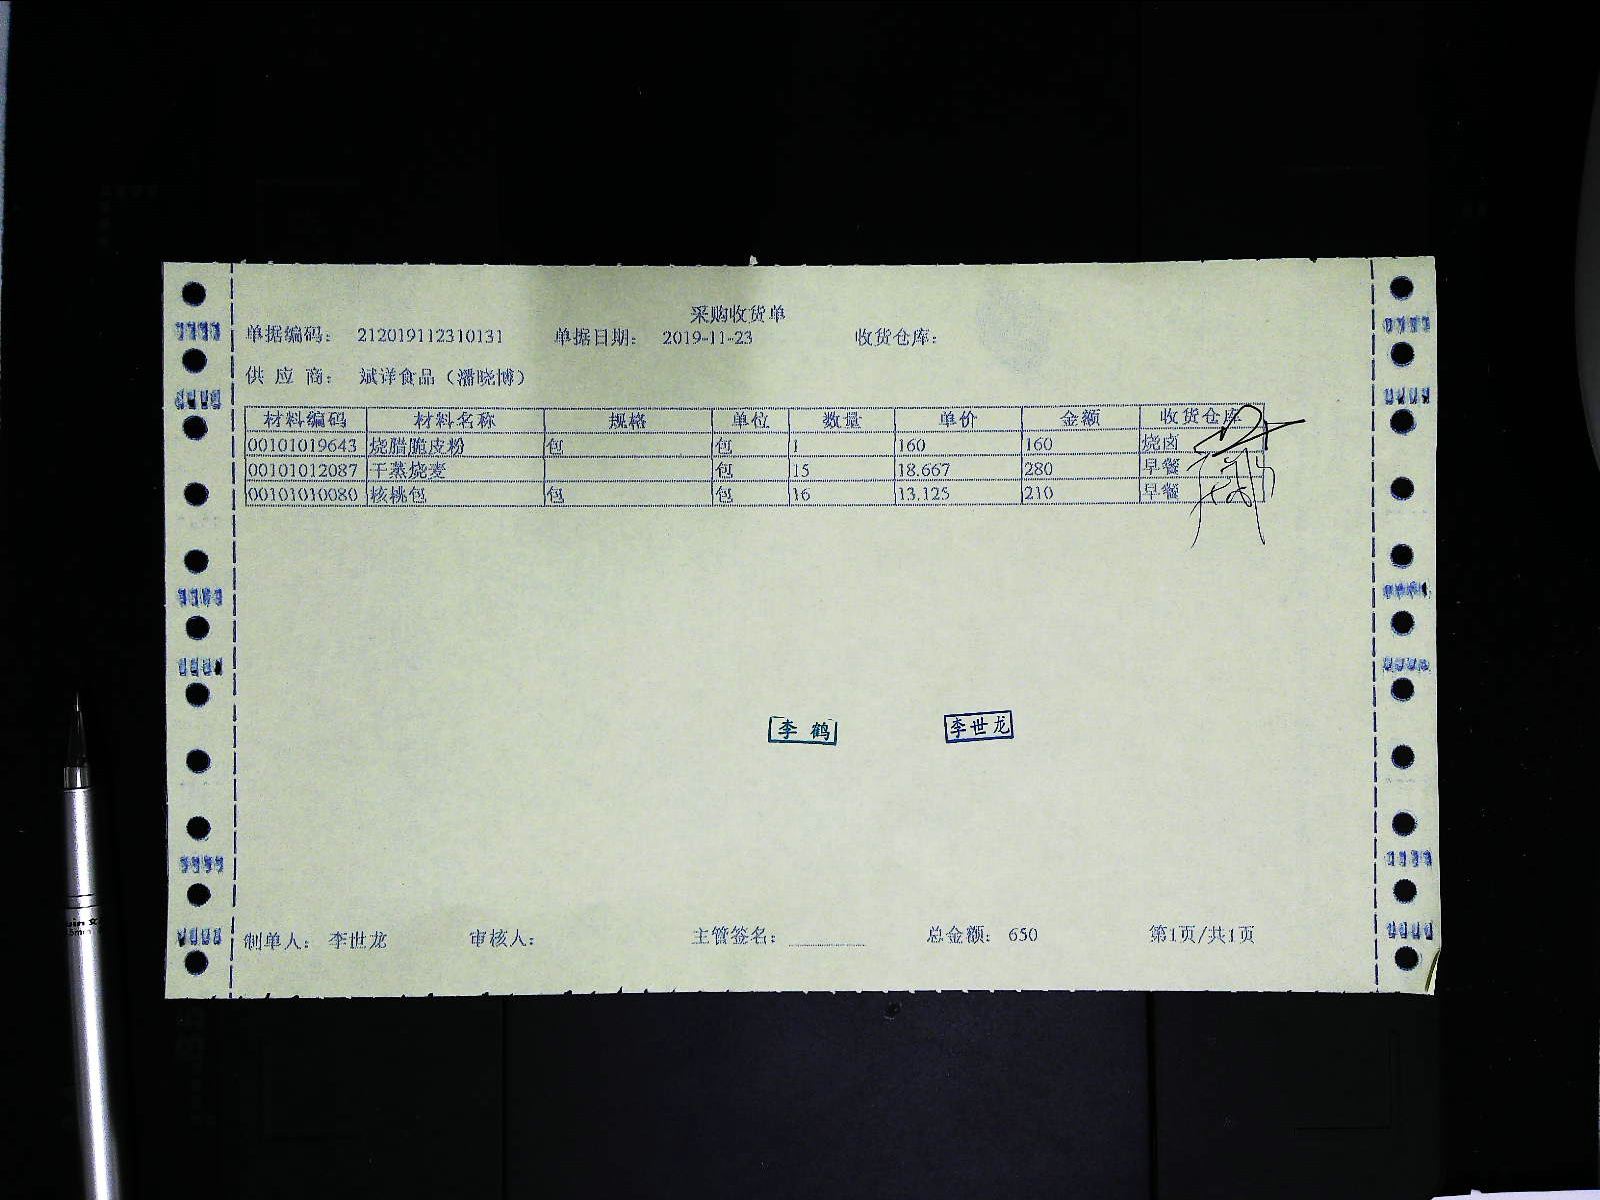 采购收货单
单据编码: 212019112310131 单据日期: 2019-11-23 收货仓库:
供 应 商: 斌详食品（潘晓博）
材料编码 材料名称 规格 单位 数量 单价 金额 收货仓库
00101019643 烧腊脆皮粉 包 包 1 160 160 烧卤
00101012087 干蒸烧麦 包 15 18.667 280 早餐
00101010080 核桃包 包 包 16 13.125 210 早餐
李 鹤 李世龙
制单人: 李世龙 审核人: 主管签名: 总金额: 650 第1页/共1页